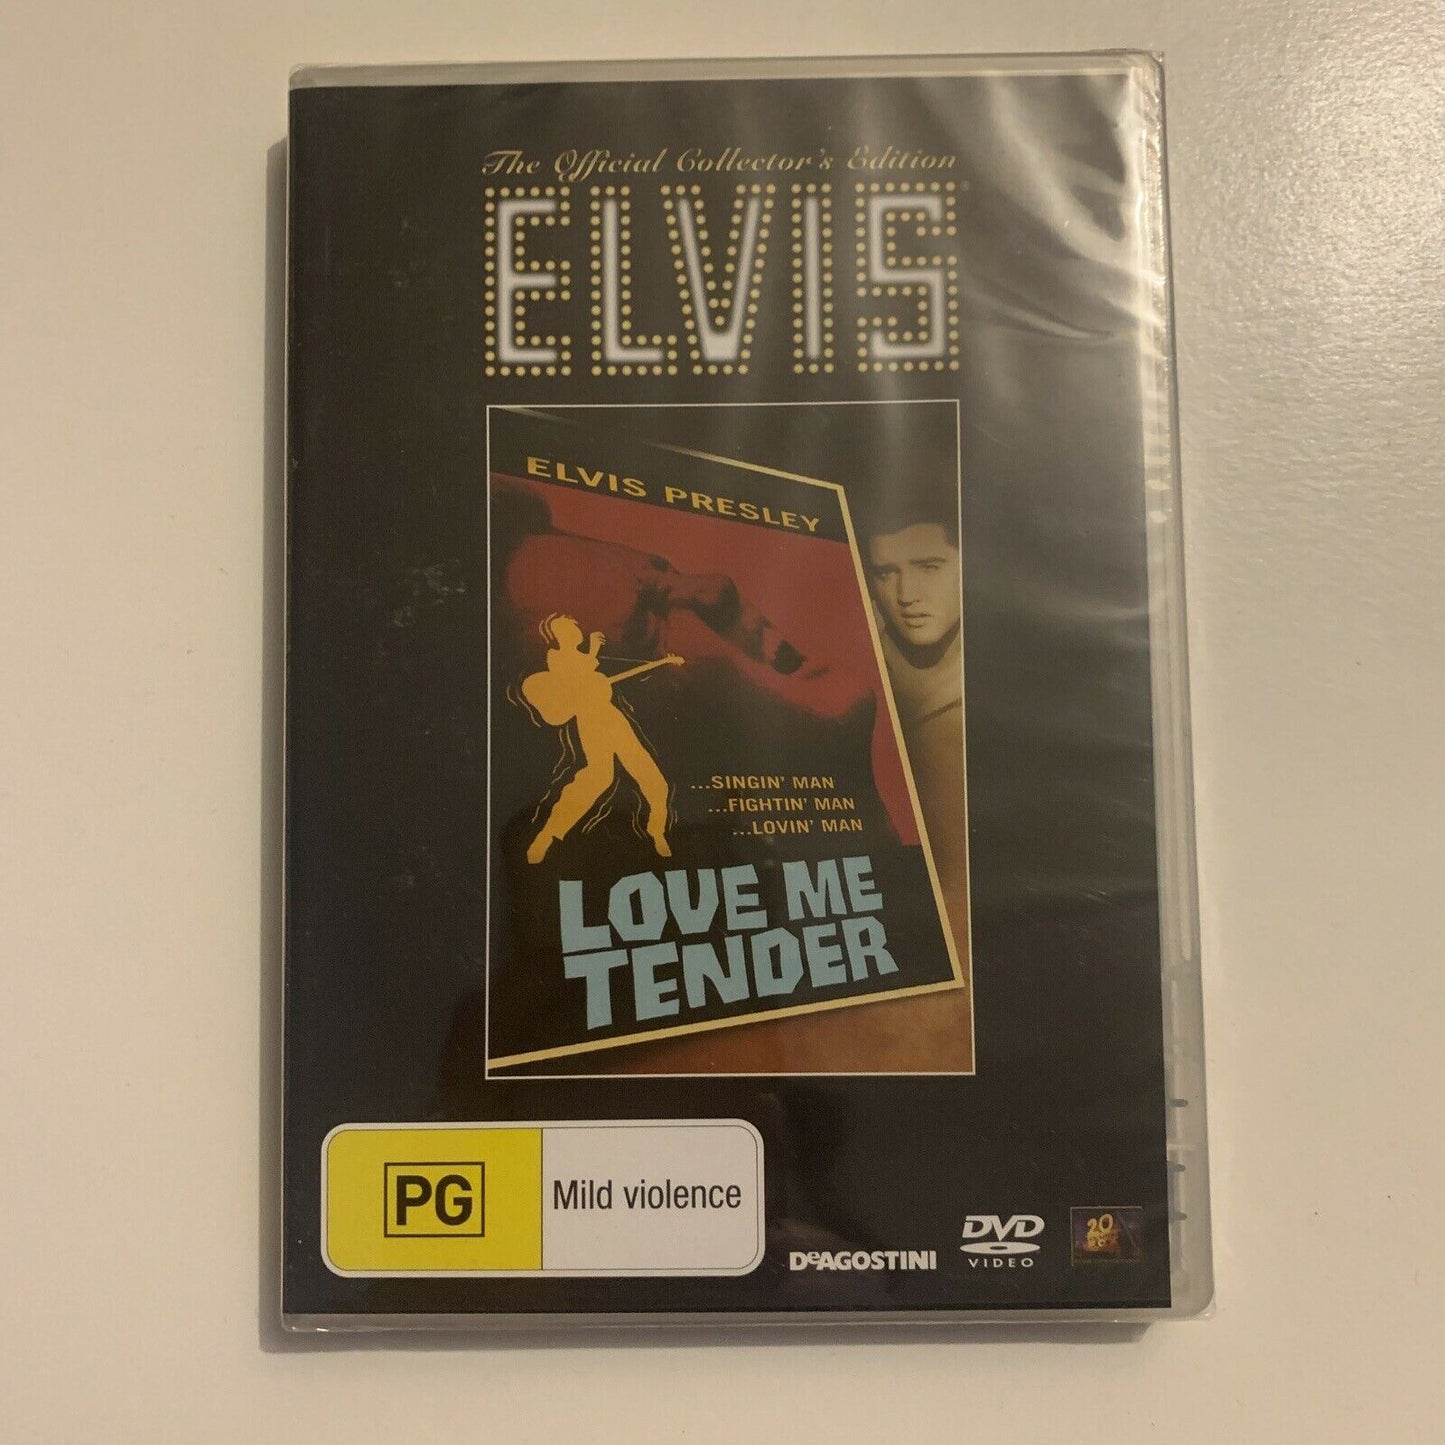 The Official Collector's Edition
ELVIS
ELVIS PRESLEY
...SINGIN' MAN
...FIGHTIN' MAN
...LOVIN' MAN
LOVE ME
TENDER
PG
Mild violence
DeAGOSTINI
DVD
VIDEO
20